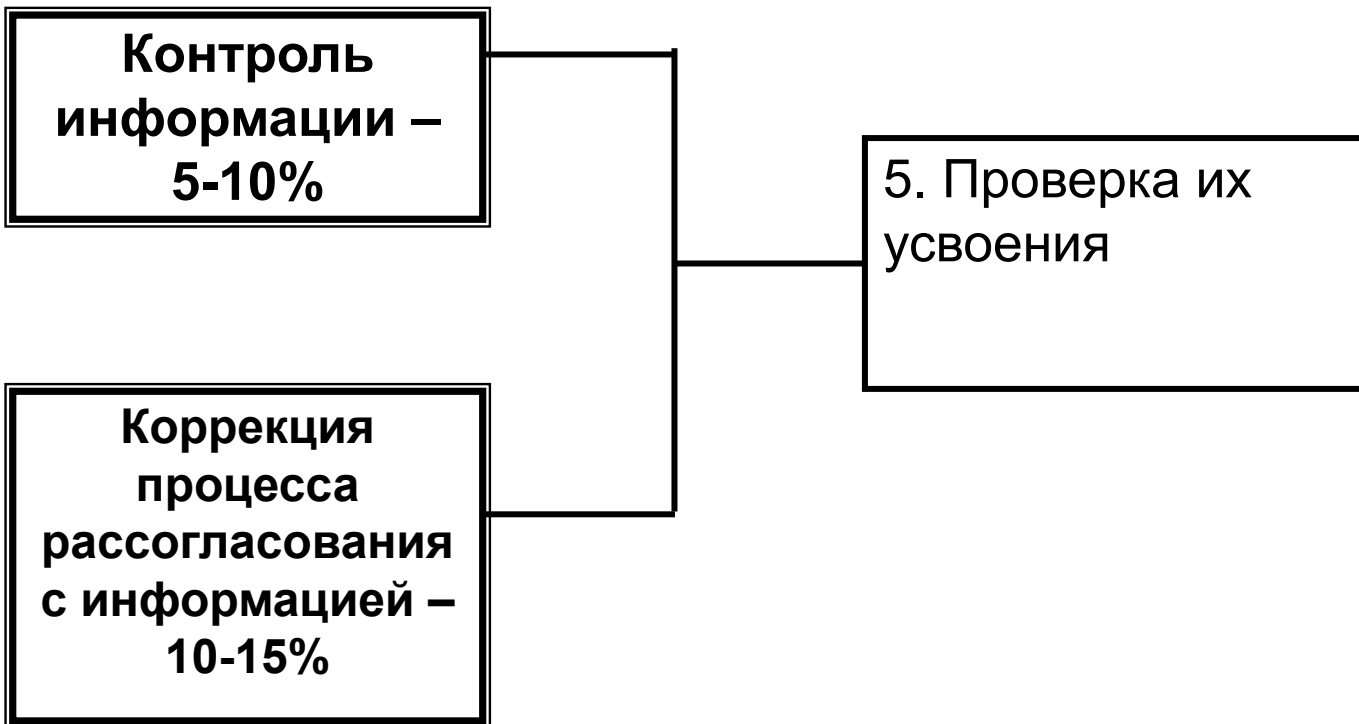 Контроль
информации –
5-10%
5. Проверка их
усвоения
Коррекция
процесса
рассогласования
с информацией –
10-15%